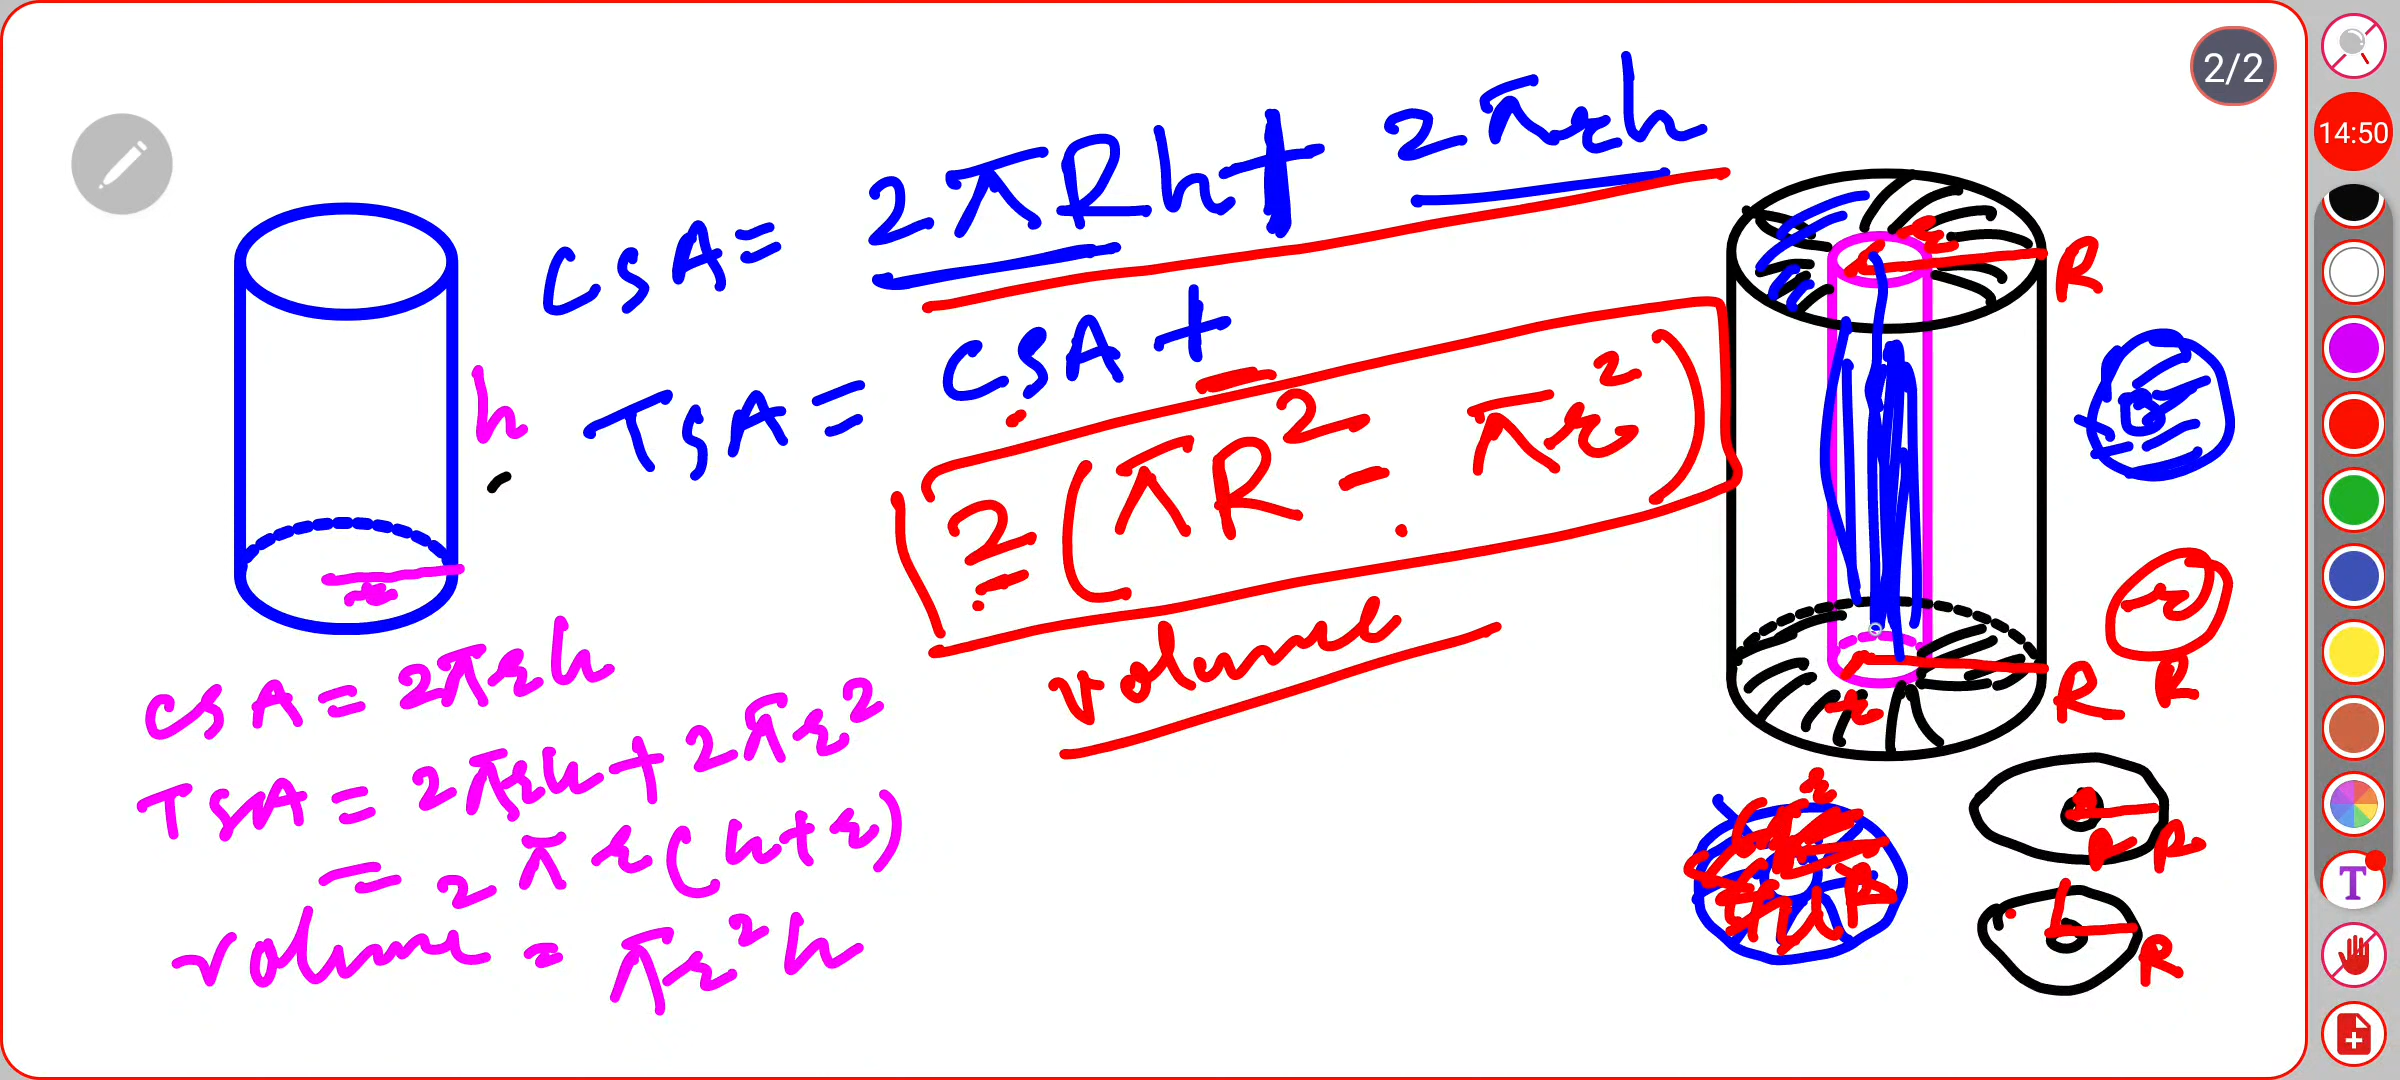 2/2
14:50
CSA = 2πRh + 2πrh
TSA = CSA +
2(πR² - πr²)
volume
h
r
CSA = 2πrh
TSA = 2πrh + 2πr²
= 2πr(h+r)
volume = πr²h
r
R
r
R
r
R
r
R
R
R
R
T